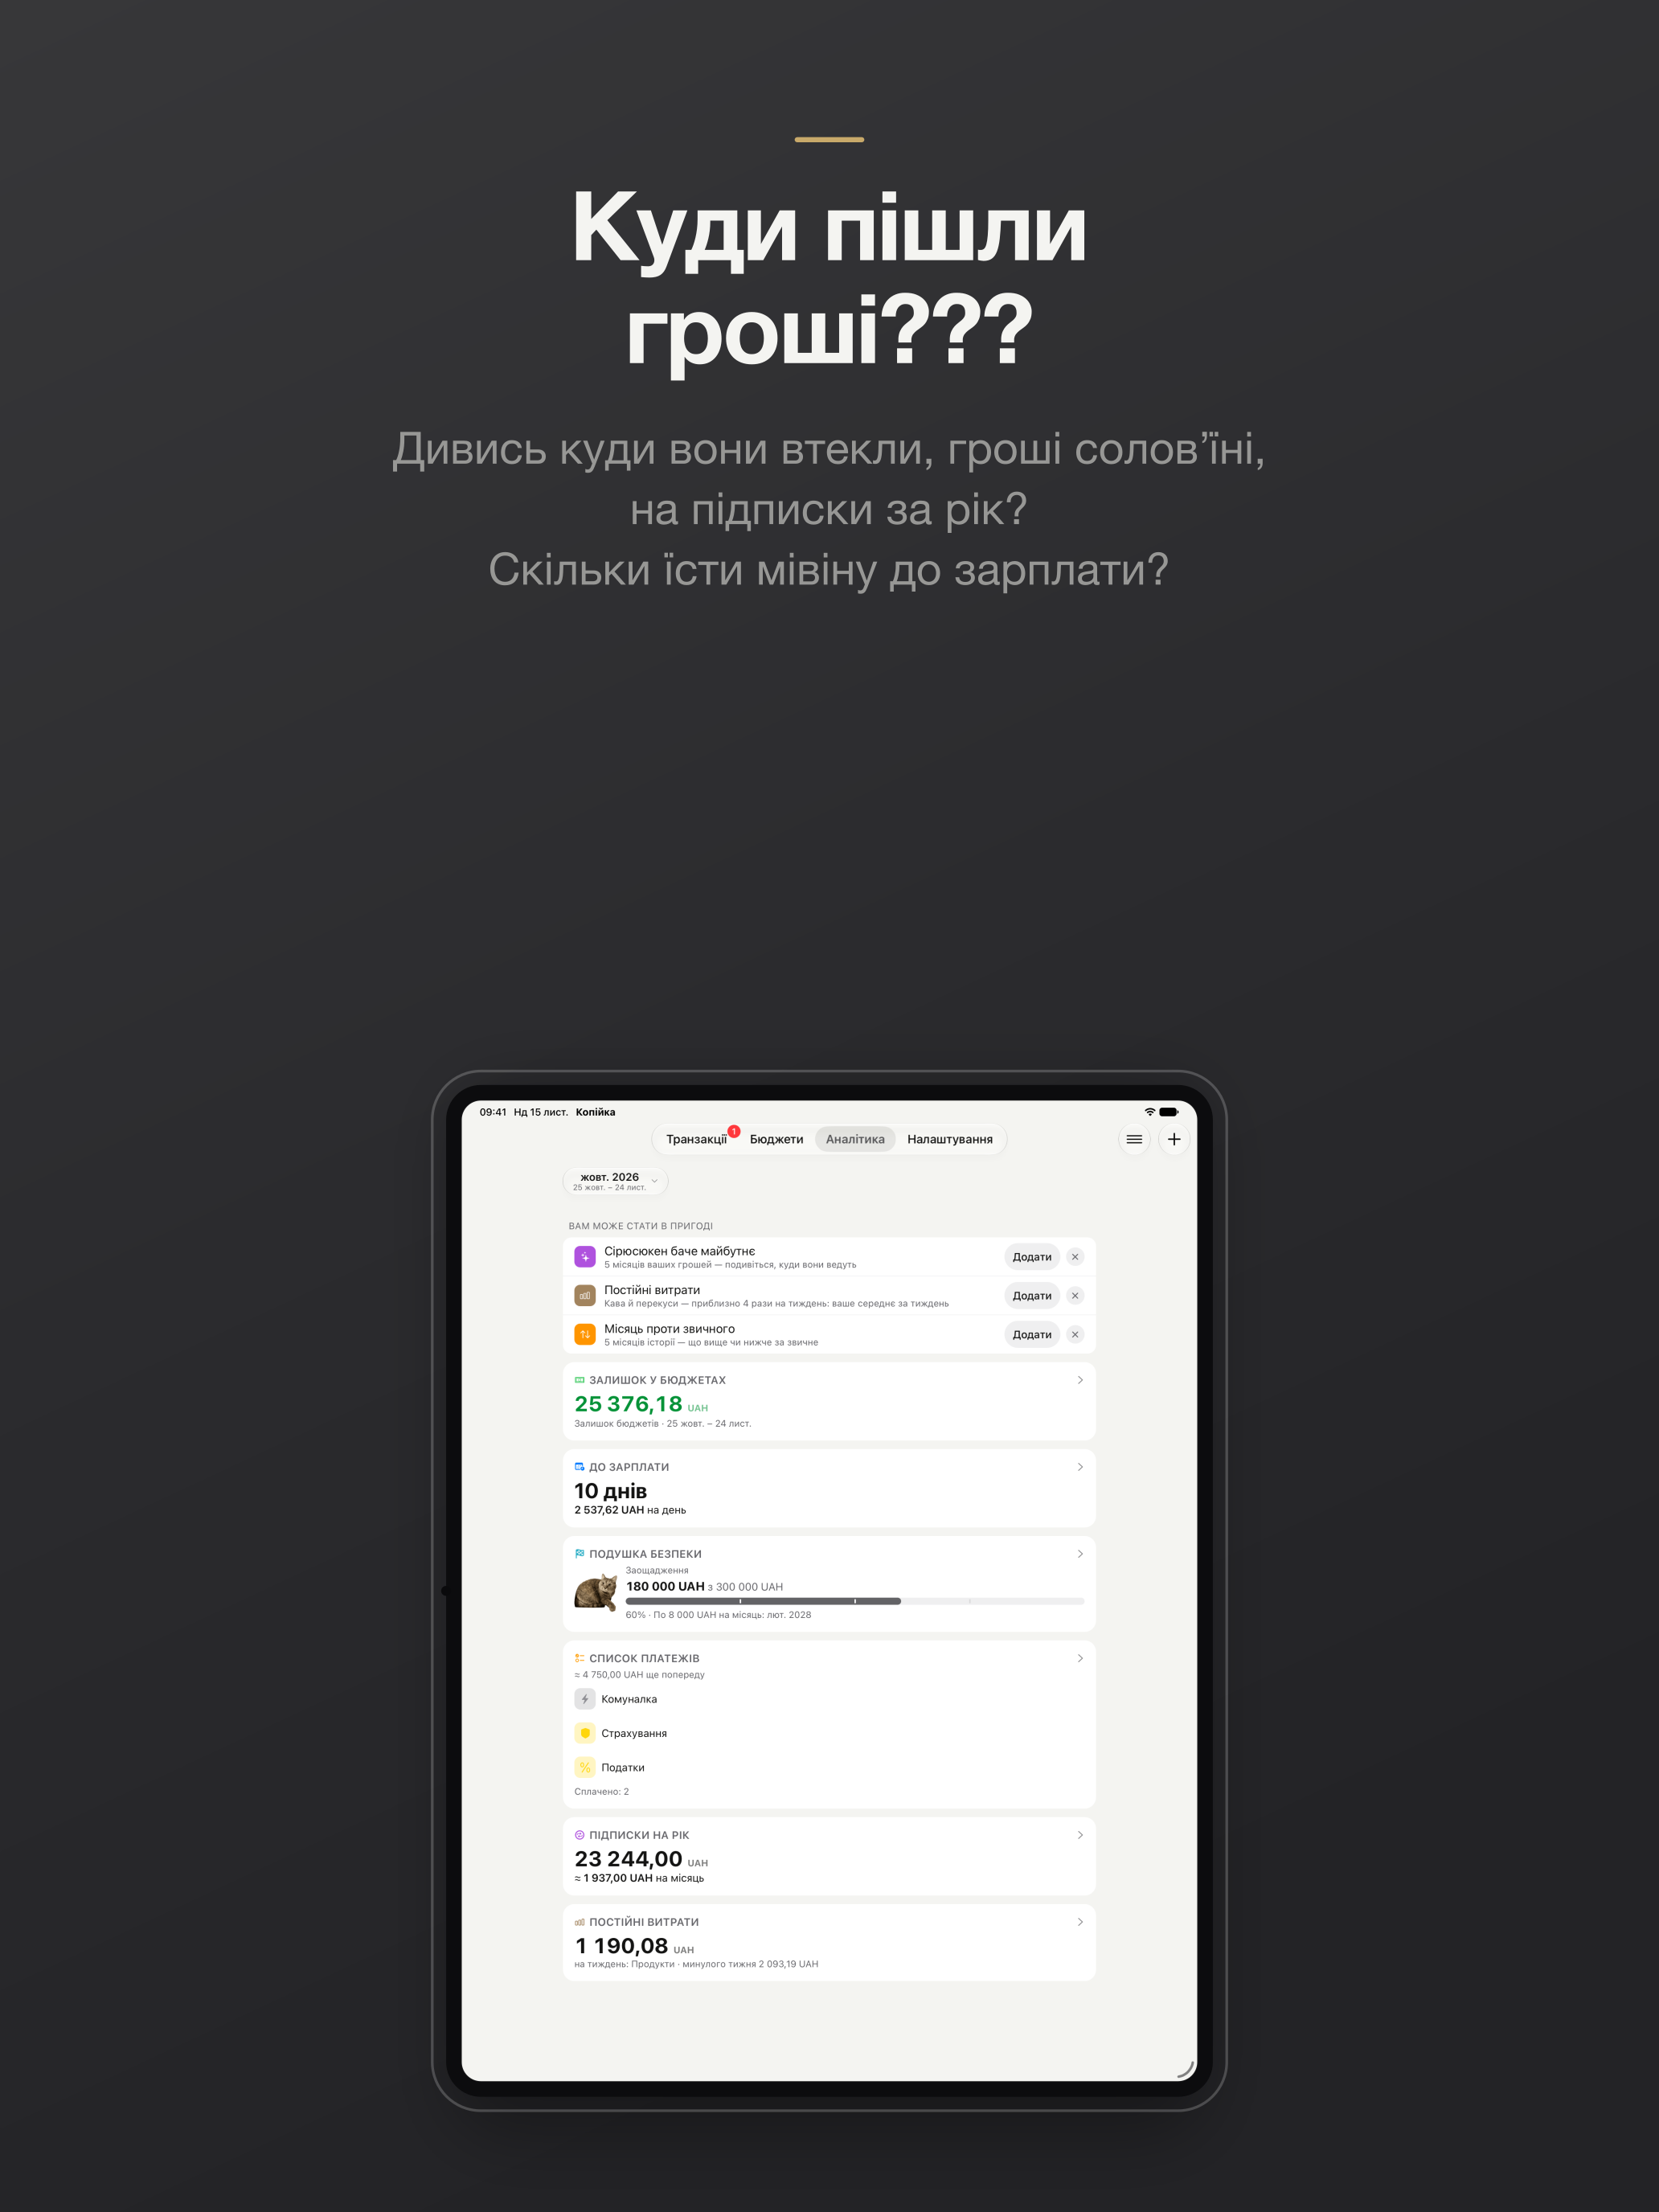 Куди пішли
гроші???
Дивись куди вони втекли, гроші солов’їні,
на підписки за рік?
Скільки їсти мівіну до зарплати?
09:41 Нд 15 лист. Копійка
Транзакції 1 Бюджети Аналітика Налаштування
жовт. 2026
25 жовт. – 24 лист.
ВАМ МОЖЕ СТАТИ В ПРИГОДІ
Сірюсюкен баче майбутнє
5 місяців ваших грошей — подивіться, куди вони ведуть
Додати
Постійні витрати
Кава й перекуси — приблизно 4 рази на тиждень: ваше середнє за тиждень
Додати
Місяць проти звичного
5 місяців історії — що вище чи нижче за звичне
Додати
ЗАЛИШОК У БЮДЖЕТАХ
25 376,18 UAH
Залишок бюджетів · 25 жовт. – 24 лист.
ДО ЗАРПЛАТИ
10 днів
2 537,62 UAH на день
ПОДУШКА БЕЗПЕКИ
Заощадження
180 000 UAH з 300 000 UAH
60% · По 8 000 UAH на місяць: лют. 2028
СПИСОК ПЛАТЕЖІВ
≈ 4 750,00 UAH ще попереду
Комуналка
Страхування
Податки
Сплачено: 2
ПІДПИСКИ НА РІК
23 244,00 UAH
≈ 1 937,00 UAH на місяць
ПОСТІЙНІ ВИТРАТИ
1 190,08 UAH
на тиждень: Продукти · минулого тижня 2 093,19 UAH